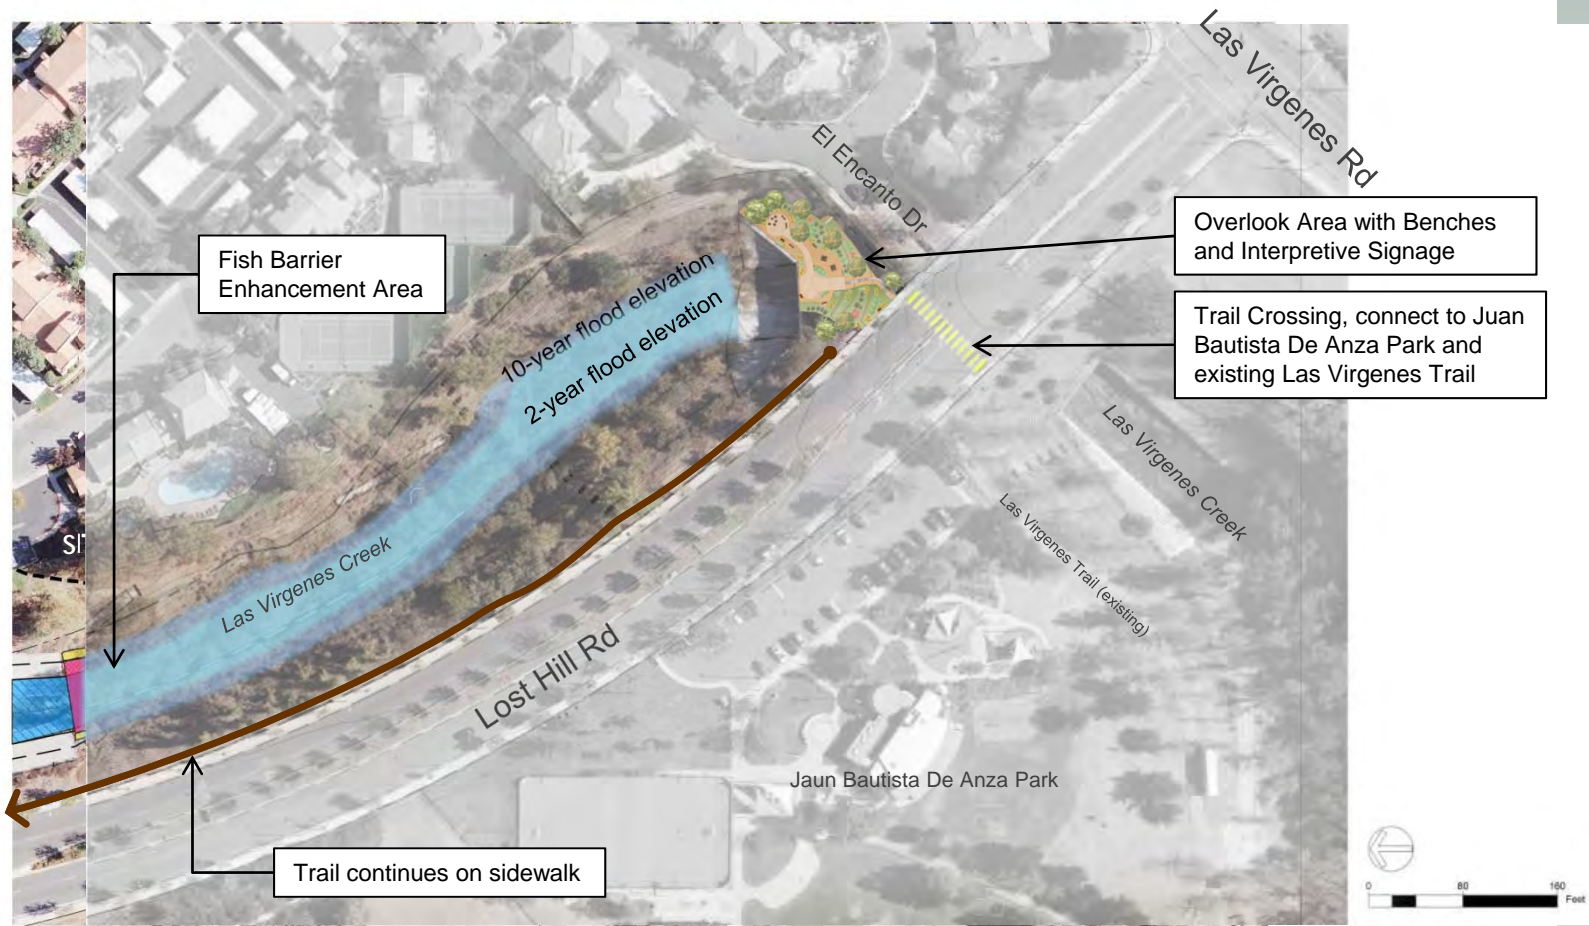 Las Virgenes Rd
El Encanto Dr
Overlook Area with Benches
and Interpretive Signage
Fish Barrier
Enhancement Area
10-year flood elevation
2-year flood elevation
Trail Crossing, connect to Juan
Bautista De Anza Park and
existing Las Virgenes Trail
Las Virgenes Creek
Las Virgenes Trail (existing)
SI
Las Virgenes Creek
Lost Hill Rd
Jaun Bautista De Anza Park
Trail continues on sidewalk
0 80 160
Feet